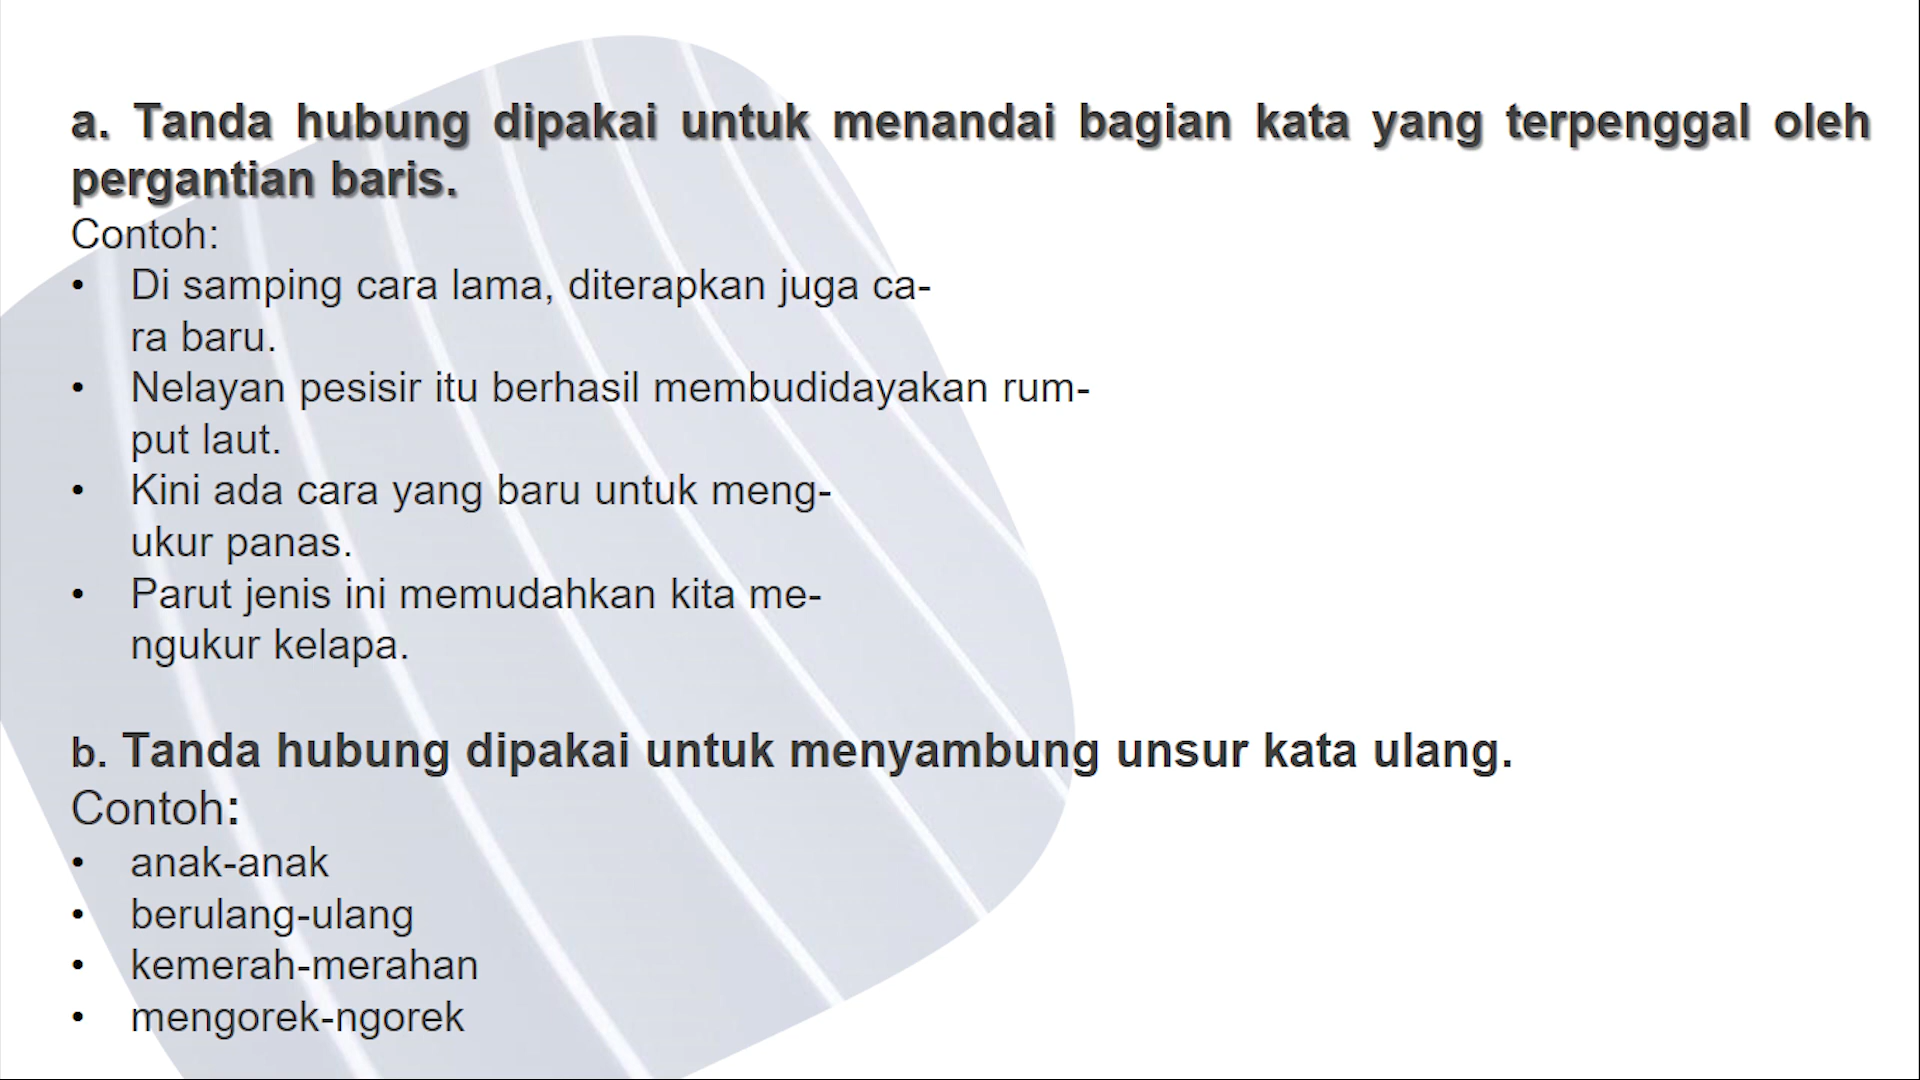 a. Tanda hubung dipakai untuk menandai bagian kata yang terpenggal oleh
pergantian baris.
Contoh:
• Di samping cara lama, diterapkan juga ca-
ra baru.
• Nelayan pesisir itu berhasil membudidayakan rum-
put laut.
• Kini ada cara yang baru untuk meng-
ukur panas.
• Parut jenis ini memudahkan kita me-
ngukur kelapa.
b. Tanda hubung dipakai untuk menyambung unsur kata ulang.
Contoh:
• anak-anak
• berulang-ulang
• kemerah-merahan
• mengorek-ngorek